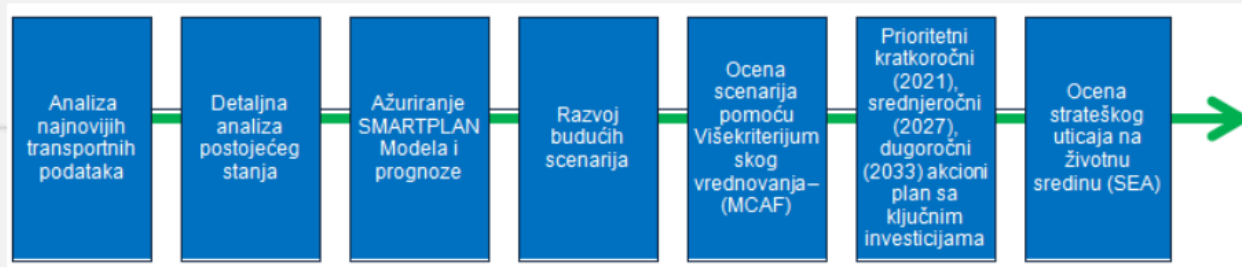 Analiza
najnovijih
transportnih
podataka
Detaljna
analiza
postojećeg
stanja
Ažuriranje
SMARTPLAN
Modela i
prognoze
Razvoj
budućih
scenarija
Ocena
scenarija
pomoću
Višekriterijum
skog
vrednovanja–
(MCAF)
Prioritetni
kratkoročni
(2021),
srednjeročni
(2027),
dugoročni
(2033) akcioni
plan sa
ključnim
investicijama
Ocena
strateškog
uticaja na
životnu
sredinu (SEA)